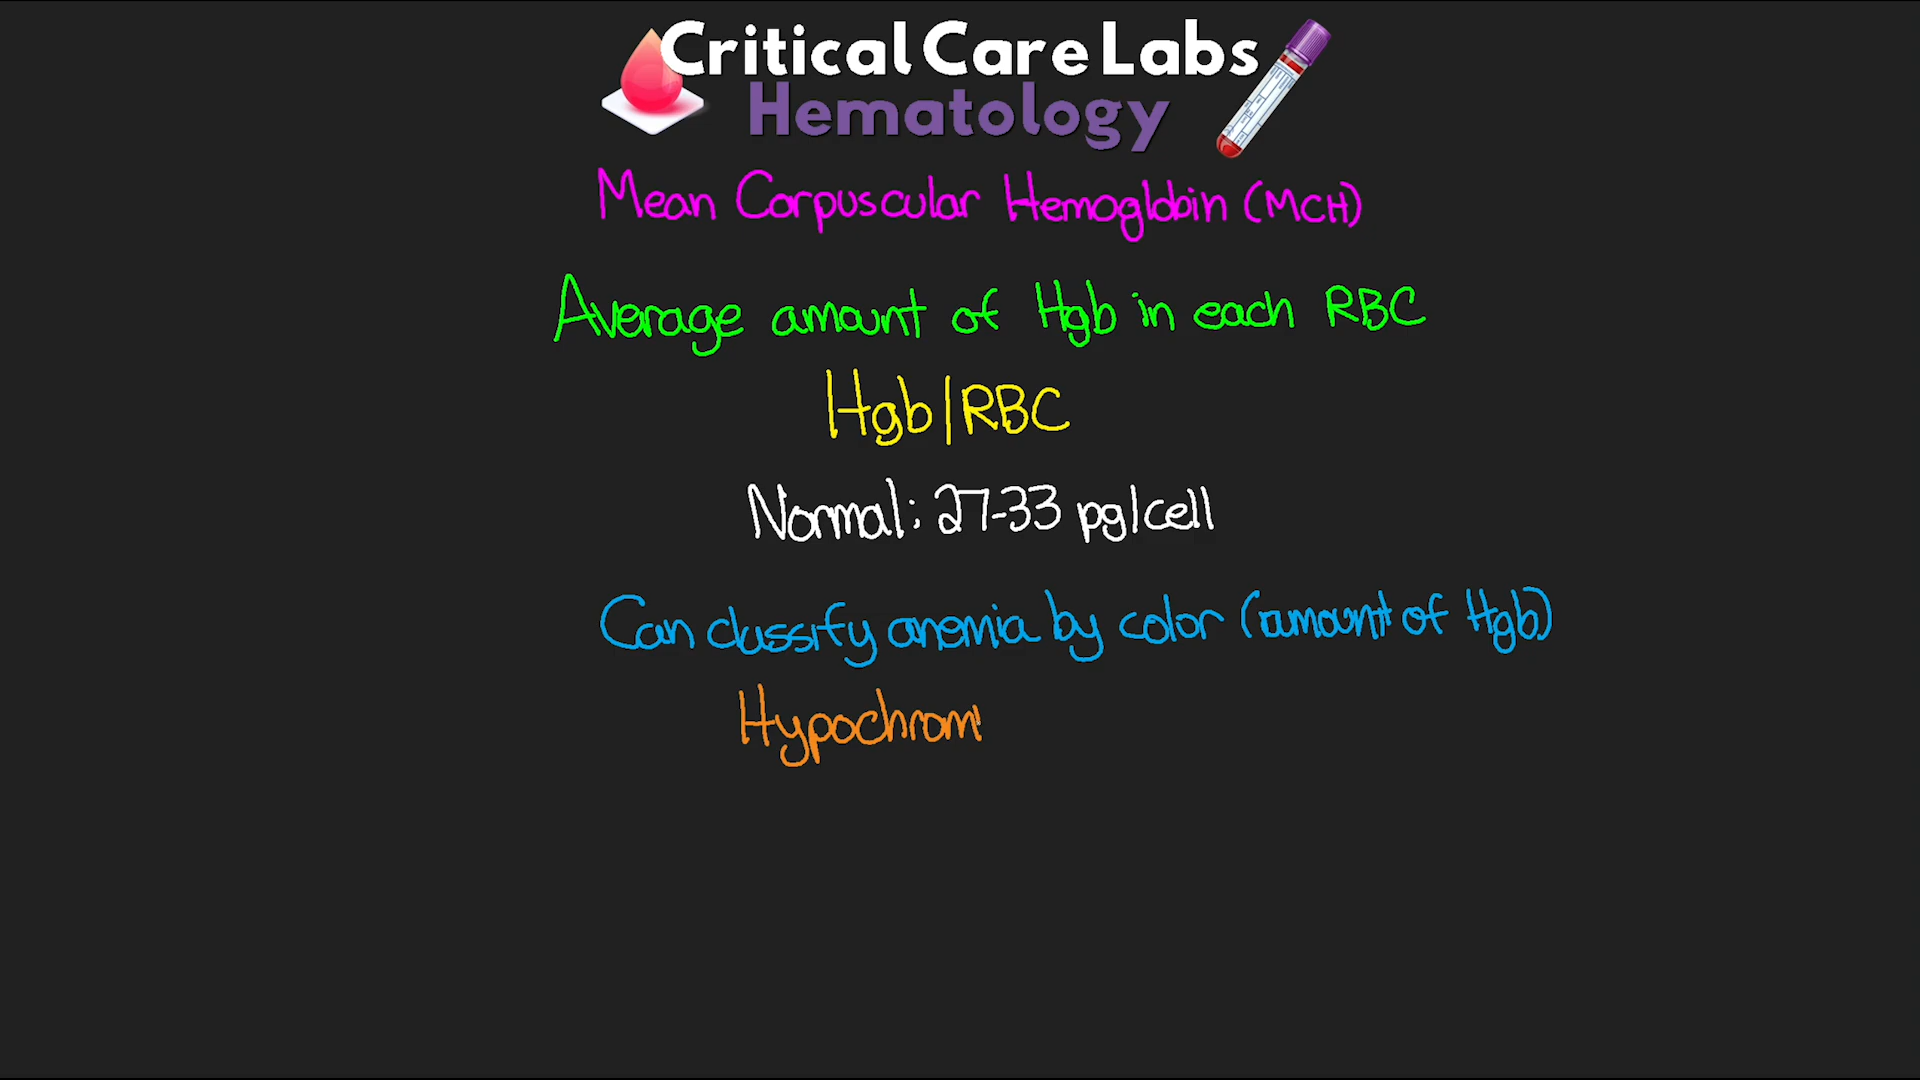 Critical Care Labs
Hematology
Mean Corpuscular Hemoglobin (MCH)
Average amount of Hgb in each RBC
Hgb/RBC
Normal: 27-33 pg/cell
Can classify anemia by color (amount of Hgb)
Hypochromi